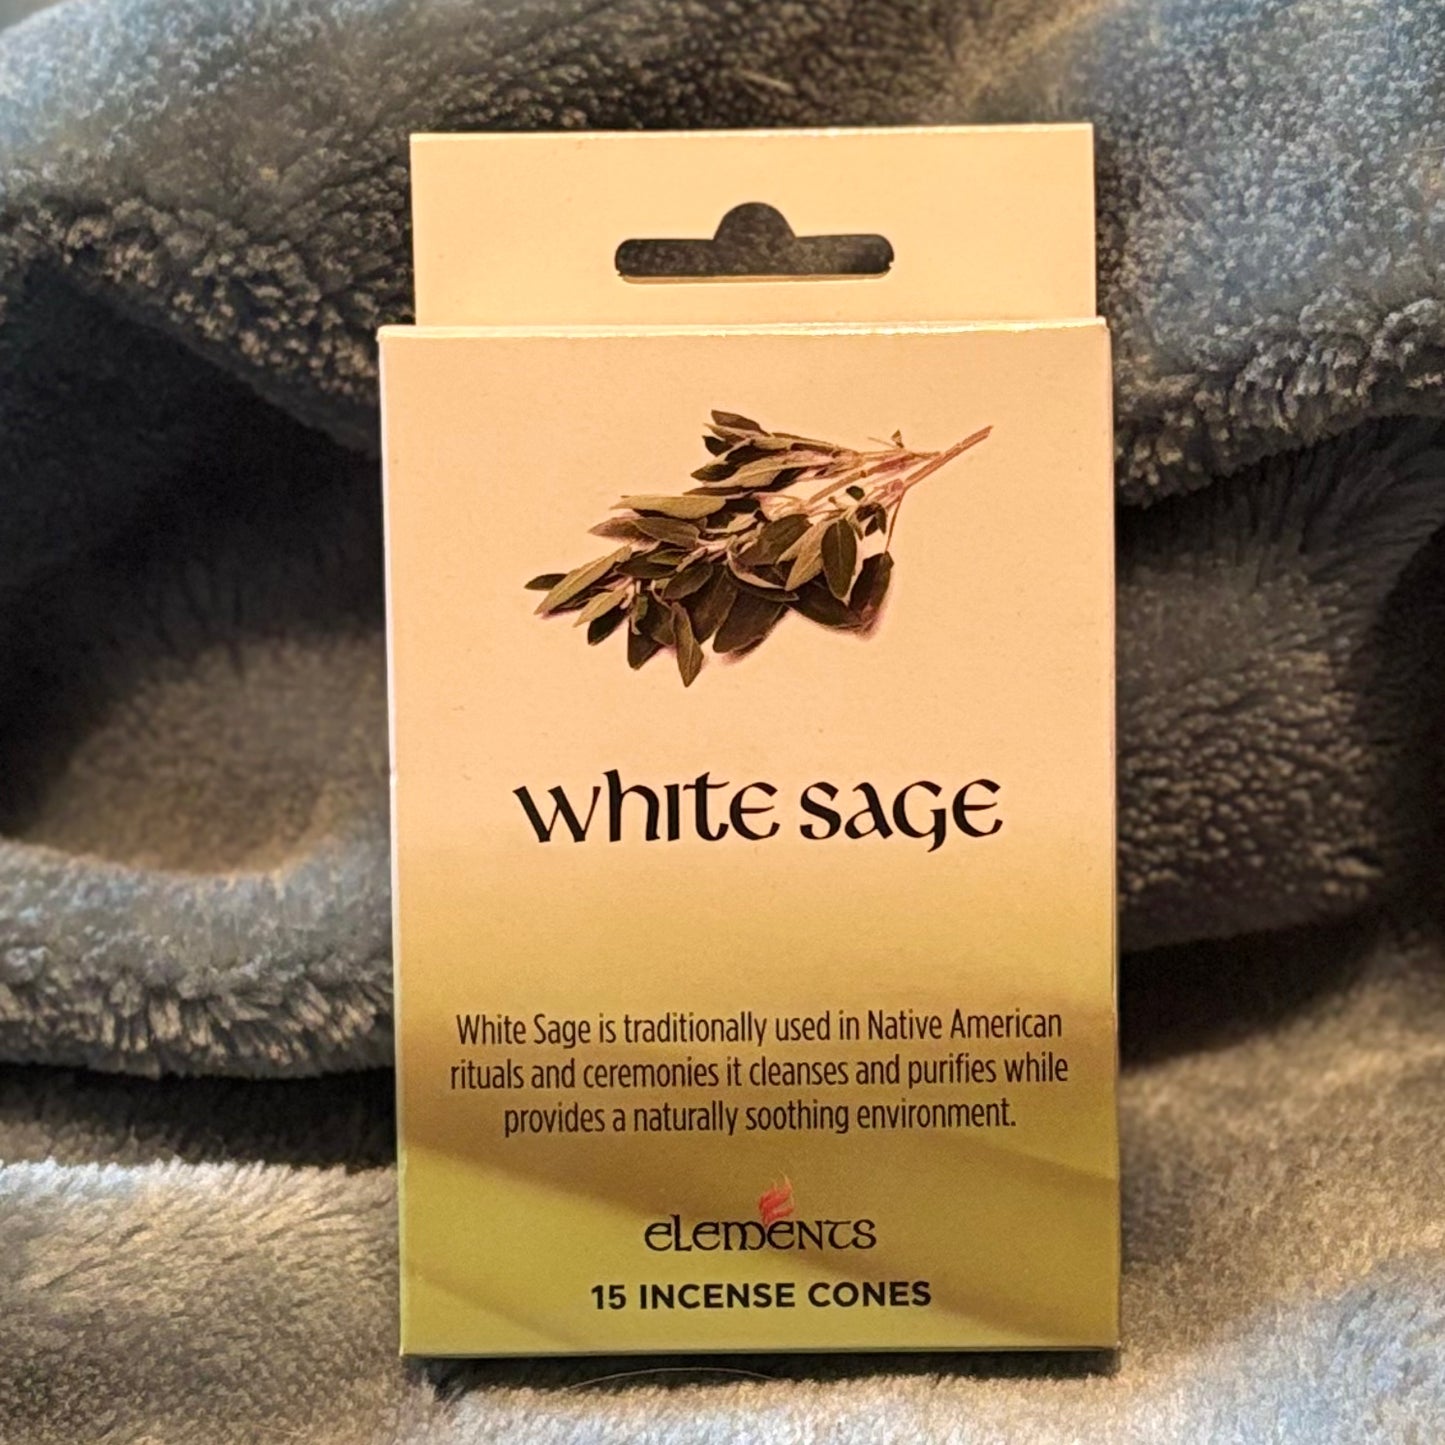 White Sage
White Sage is traditionally used in Native American
rituals and ceremonies it cleanses and purifies while
provides a naturally soothing environment.
elements
15 INCENSE CONES